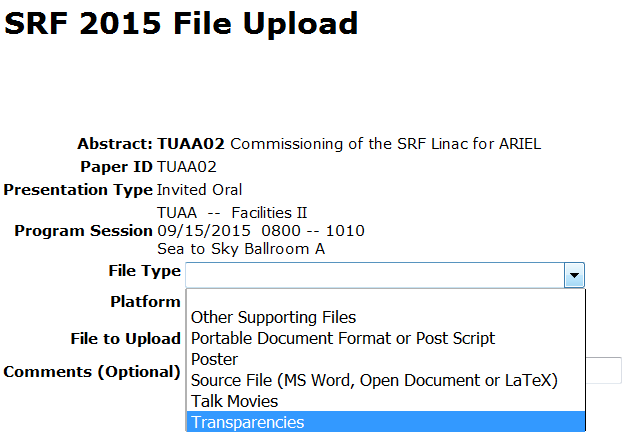 SRF 2015 File Upload
Abstract: TUAA02 Commissioning of the SRF Linac for ARIEL
Paper ID TUAA02
Presentation Type Invited Oral
TUAA -- Facilities II
Program Session 09/15/2015 0800 -- 1010
Sea to Sky Ballroom A
File Type
Platform
Other Supporting Files
File to Upload Portable Document Format or Post Script
Poster
Comments (Optional) Source File (MS Word, Open Document or LaTeX)
Talk Movies
Transparencies